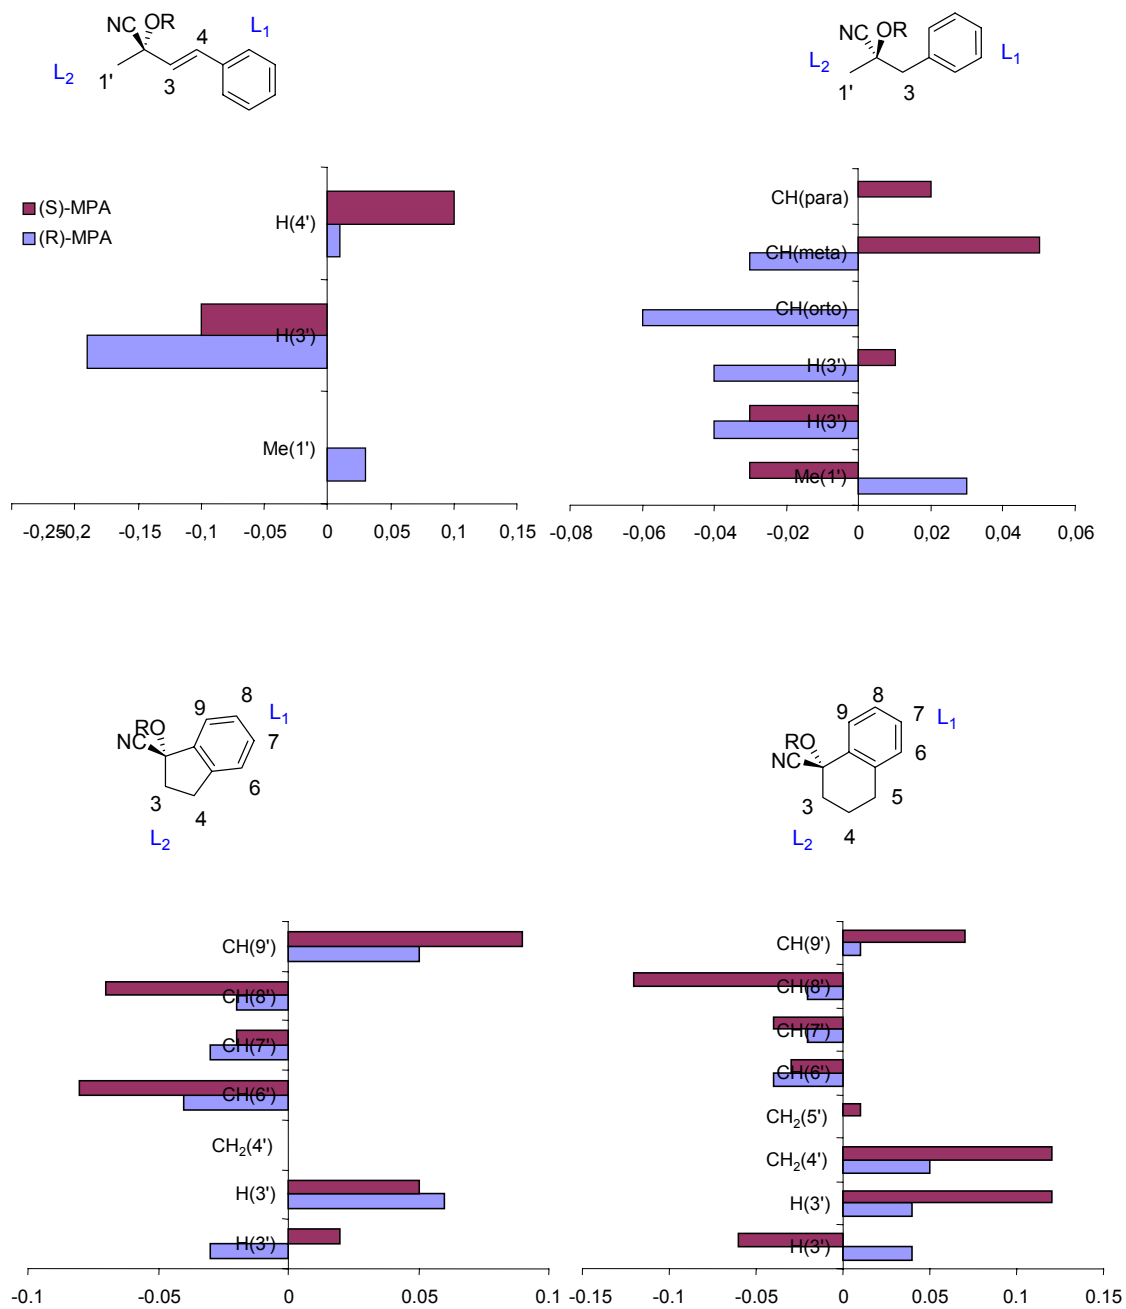 NC OR
4
L1
L2
1'
3
(S)-MPA
(R)-MPA
H(4')
H(3')
Me(1')
-0,25 -0,2 -0,15 -0,1 -0,05 0 0,05 0,1 0,15
NC OR
L2
L1
1'
3
CH(para)
CH(meta)
CH(orto)
H(3')
H(3')
Me(1')
-0,08 -0,06 -0,04 -0,02 0 0,02 0,04 0,06
8
9
L1
RO
NC
7
3
6
4
L2
CH(9')
CH(8')
CH(7')
CH(6')
CH2(4')
H(3')
H(3')
-0.1 -0.05 0 0.05 0.1
8
9
7 L1
RO
NC
6
3
5
L2
4
CH(9')
CH(8')
CH(7')
CH(6')
CH2(5')
CH2(4')
H(3')
H(3')
-0.15 -0.1 -0.05 0 0.05 0.1 0.15